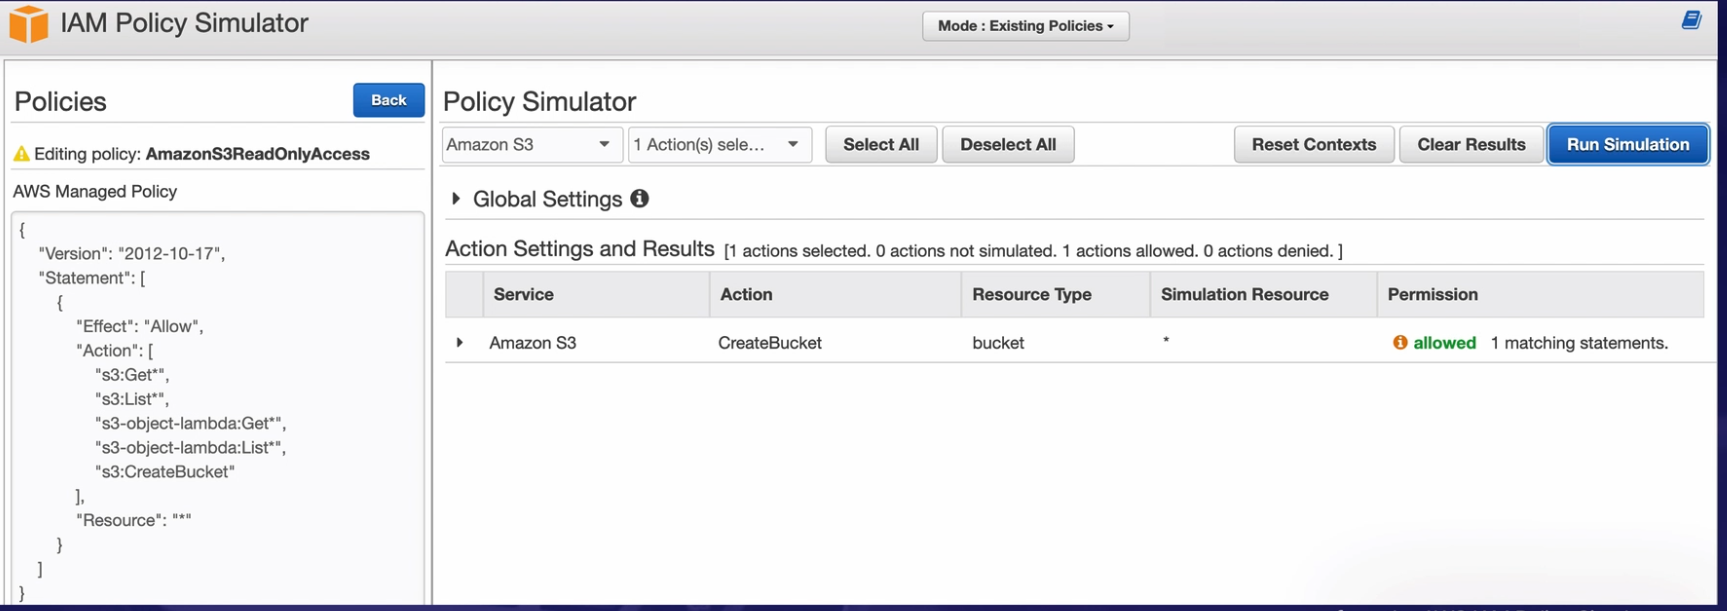 IAM Policy Simulator
Mode : Existing Policies
Policies
Back
Editing policy: AmazonS3ReadOnlyAccess
AWS Managed Policy
{
"Version": "2012-10-17",
"Statement": [
{
"Effect": "Allow",
"Action": [
"s3:Get*",
"s3:List*",
"s3-object-lambda:Get*",
"s3-object-lambda:List*",
"s3:CreateBucket"
],
"Resource": "*"
}
]
}
Policy Simulator
Amazon S3
1 Action(s) sele...
Select All
Deselect All
Reset Contexts
Clear Results
Run Simulation
Global Settings
Action Settings and Results [1 actions selected. 0 actions not simulated. 1 actions allowed. 0 actions denied. ]
Service Action Resource Type Simulation Resource Permission
Amazon S3 CreateBucket bucket * allowed 1 matching statements.